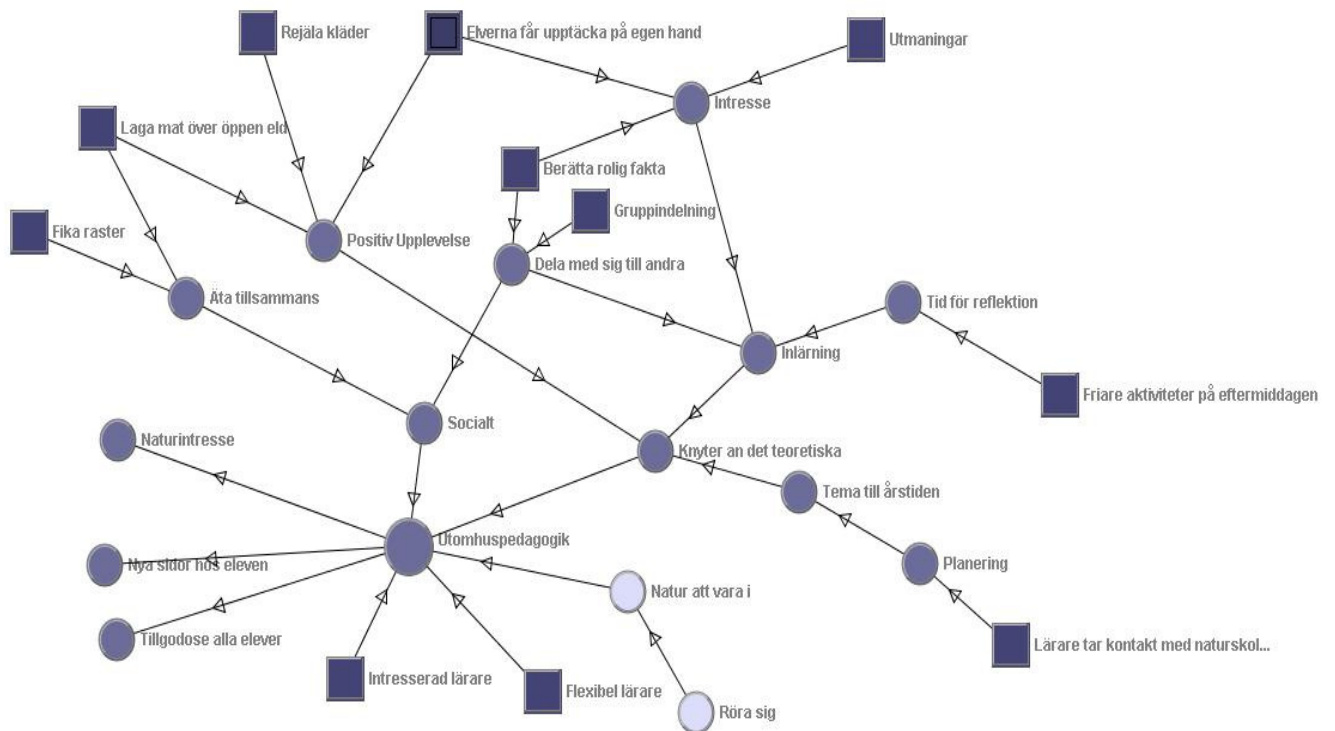 Rejäla kläder
Elverna får upptäcka på egen hand
Utmaningar
Intresse
Laga mat över öppen eld
Berätta rolig fakta
Gruppindelning
Fika raster
Positiv Upplevelse
Dela med sig till andra
Äta tillsammans
Tid för reflektion
Inlärning
Friare aktiviteter på eftermiddagen
Socialt
Naturintresse
Knyter an det teoretiska
Tema till årstiden
Utomhuspedagogik
Nya sidor hos eleven
Planering
Natur att vara i
Tillgodose alla elever
Lärare tar kontakt med naturskol...
Intresserad lärare
Flexibel lärare
Röra sig